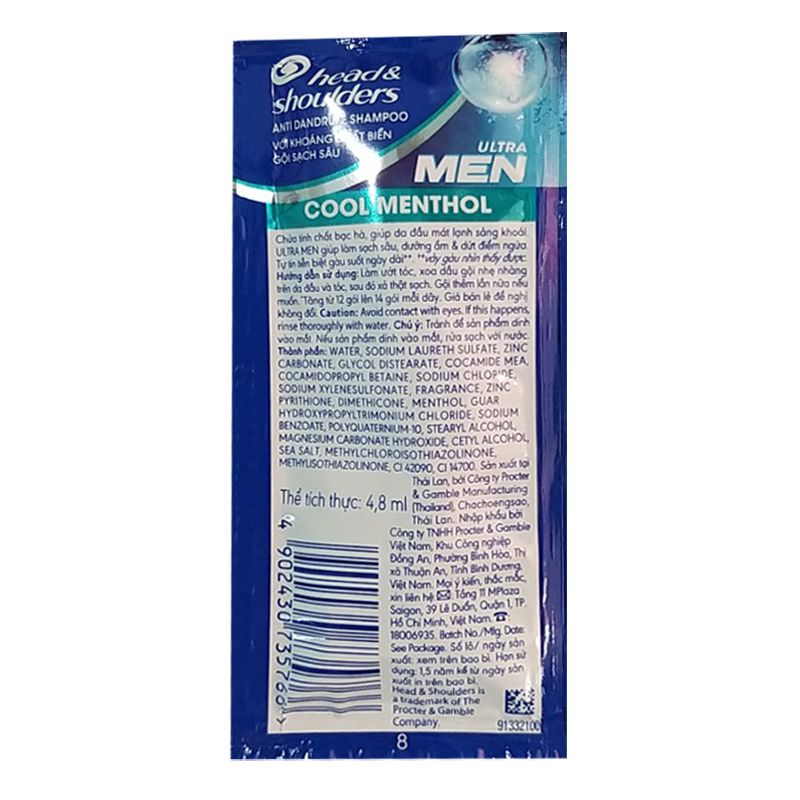 head &
shoulders
ANTI DANDRUFF SHAMPOO
VỚI KHOÁNG CHẤT BIỂN
GỘI SẠCH SÂU
ULTRA
MEN
COOL MENTHOL
Chứa tinh chất bạc hà, giúp da đầu mát lạnh sảng khoái.
ULTRA MEN giúp làm sạch sâu, dưỡng ẩm & dứt điểm ngứa.
Tự tin tiễn biệt gàu suốt ngày dài**. **vảy gàu nhìn thấy được
Hướng dẫn sử dụng: Làm ướt tóc, xoa dầu gội nhẹ nhàng
trên da đầu và tóc, sau đó xả thật sạch. Gội thêm lần nữa nếu
muốn. *Tăng từ 12 gói lên 14 gói mỗi dây. Giá bán lẻ đề nghị
không đổi. Caution: Avoid contact with eyes. If this happens,
rinse thoroughly with water. Chú ý: Tránh để sản phẩm dính
vào mắt. Nếu sản phẩm dính vào mắt, rửa sạch với nước.
Thành phần: WATER, SODIUM LAURETH SULFATE, ZINC
CARBONATE, GLYCOL DISTEARATE, COCAMIDE MEA,
COCAMIDOPROPYL BETAINE, SODIUM CHLORIDE,
SODIUM XYLENESULFONATE, FRAGRANCE, ZINC
PYRITHIONE, DIMETHICONE, MENTHOL, GUAR
HYDROXYPROPYLTRIMONIUM CHLORIDE, SODIUM
BENZOATE, POLYQUATERNIUM-10, STEARYL ALCOHOL,
MAGNESIUM CARBONATE HYDROXIDE, CETYL ALCOHOL,
SEA SALT, METHYLCHLOROISOTHIAZOLINONE,
METHYLISOTHIAZOLINONE, CI 42090, CI 14700. Sản xuất tại
Thái Lan, bởi Công ty Procter
& Gamble Manufacturing
(Thailand), Chachoengsao,
Thái Lan. Nhập khẩu bởi
Công ty TNHH Procter & Gamble
Việt Nam, Khu Công nghiệp
Đồng An, Phường Bình Hòa, Thị
xã Thuận An, Tỉnh Bình Dương,
Việt Nam. Mọi ý kiến, thắc mắc,
xin liên hệ ✉: Tầng 11 MPlaza
Saigon, 39 Lê Duẩn, Quận 1, TP.
Hồ Chí Minh, Việt Nam. ☎
18006935. Batch No./Mfg. Date:
See Package. Số lô/ ngày sản
xuất: xem trên bao bì. Hạn sử
dụng: 1,5 năm kể từ ngày sản
xuất in trên bao bì.
Head & Shoulders is
a trademark of The
Procter & Gamble
Company.
Thể tích thực: 4,8 ml
4 902430 735766 >
91332100
8